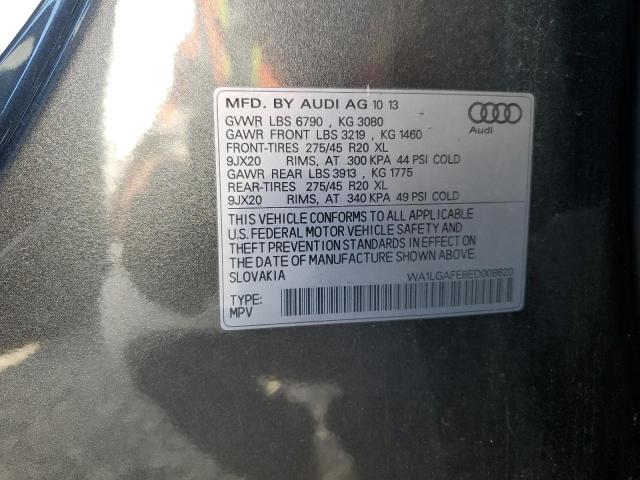 MFD. BY AUDI AG 10 13
GVWR LBS 6790 , KG 3080
GAWR FRONT LBS 3219 , KG 1460
FRONT-TIRES 275/45 R20 XL
9JX20 RIMS, AT 300 KPA 44 PSI COLD
GAWR REAR LBS 3913 , KG 1775
REAR-TIRES 275/45 R20 XL
9JX20 RIMS, AT 340 KPA 49 PSI COLD
Audi
THIS VEHICLE CONFORMS TO ALL APPLICABLE
U.S. FEDERAL MOTOR VEHICLE SAFETY AND
THEFT PREVENTION STANDARDS IN EFFECT ON
THE DATE OF MANUFACTURE SHOWN ABOVE.
SLOVAKIA WA1LGAFE8ED008620
TYPE:
MPV